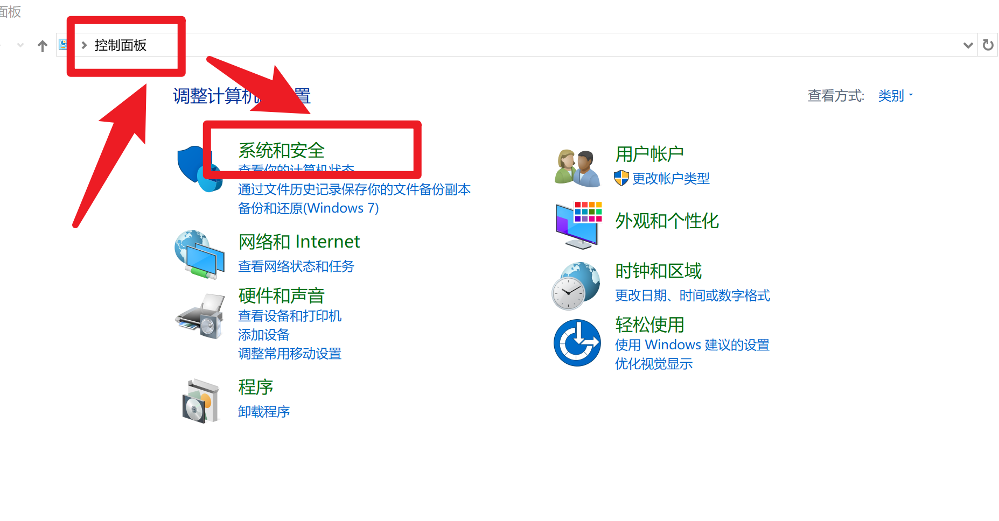 面板
控制面板
调整计算机 置
查看方式: 类别
系统和安全
查看你的计算机状态
通过文件历史记录保存你的文件备份副本
备份和还原(Windows 7)
网络和 Internet
查看网络状态和任务
硬件和声音
查看设备和打印机
添加设备
调整常用移动设置
程序
卸载程序
用户帐户
更改帐户类型
外观和个性化
时钟和区域
更改日期、时间或数字格式
轻松使用
使用 Windows 建议的设置
优化视觉显示